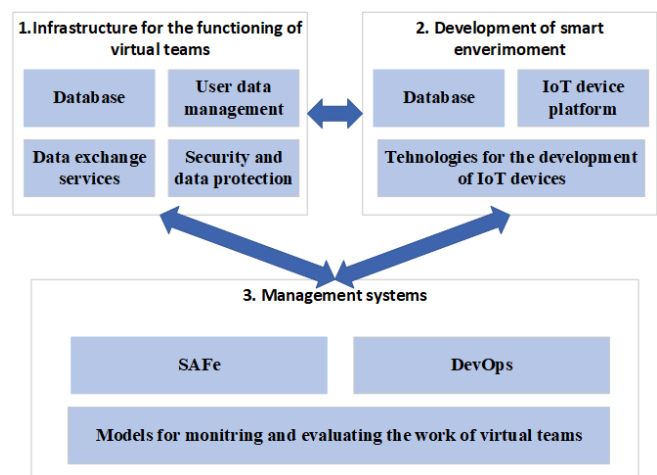 1.Infrastructure for the functioning of
virtual teams
Database
User data
management
Data exchange
services
Security and
data protection
2. Development of smart
enverimoment
Database
IoT device
platform
Tehnologies for the development
of IoT devices
3. Management systems
SAFe
DevOps
Models for monitring and evaluating the work of virtual teams